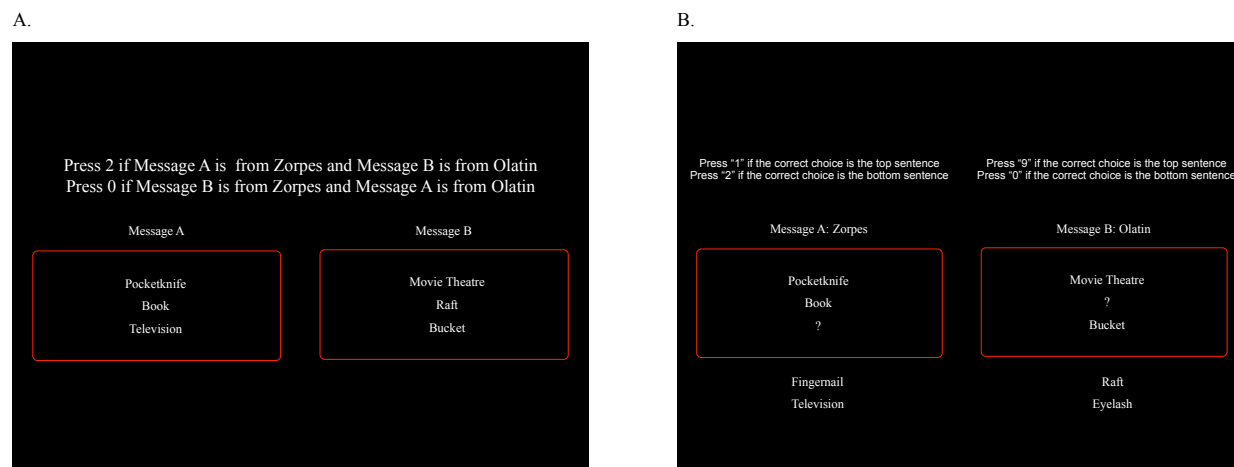 A.
Press 2 if Message A is from Zorpes and Message B is from Olatin
Press 0 if Message B is from Zorpes and Message A is from Olatin
Message A
Pocketknife
Book
Television
Message B
Movie Theatre
Raft
Bucket
B.
Press “1” if the correct choice is the top sentence
Press “2” if the correct choice is the bottom sentence
Message A: Zorpes
Pocketknife
Book
?
Fingernail
Television
Press “9” if the correct choice is the top sentence
Press “0” if the correct choice is the bottom sentence
Message B: Olatin
Movie Theatre
?
Bucket
Raft
Eyelash